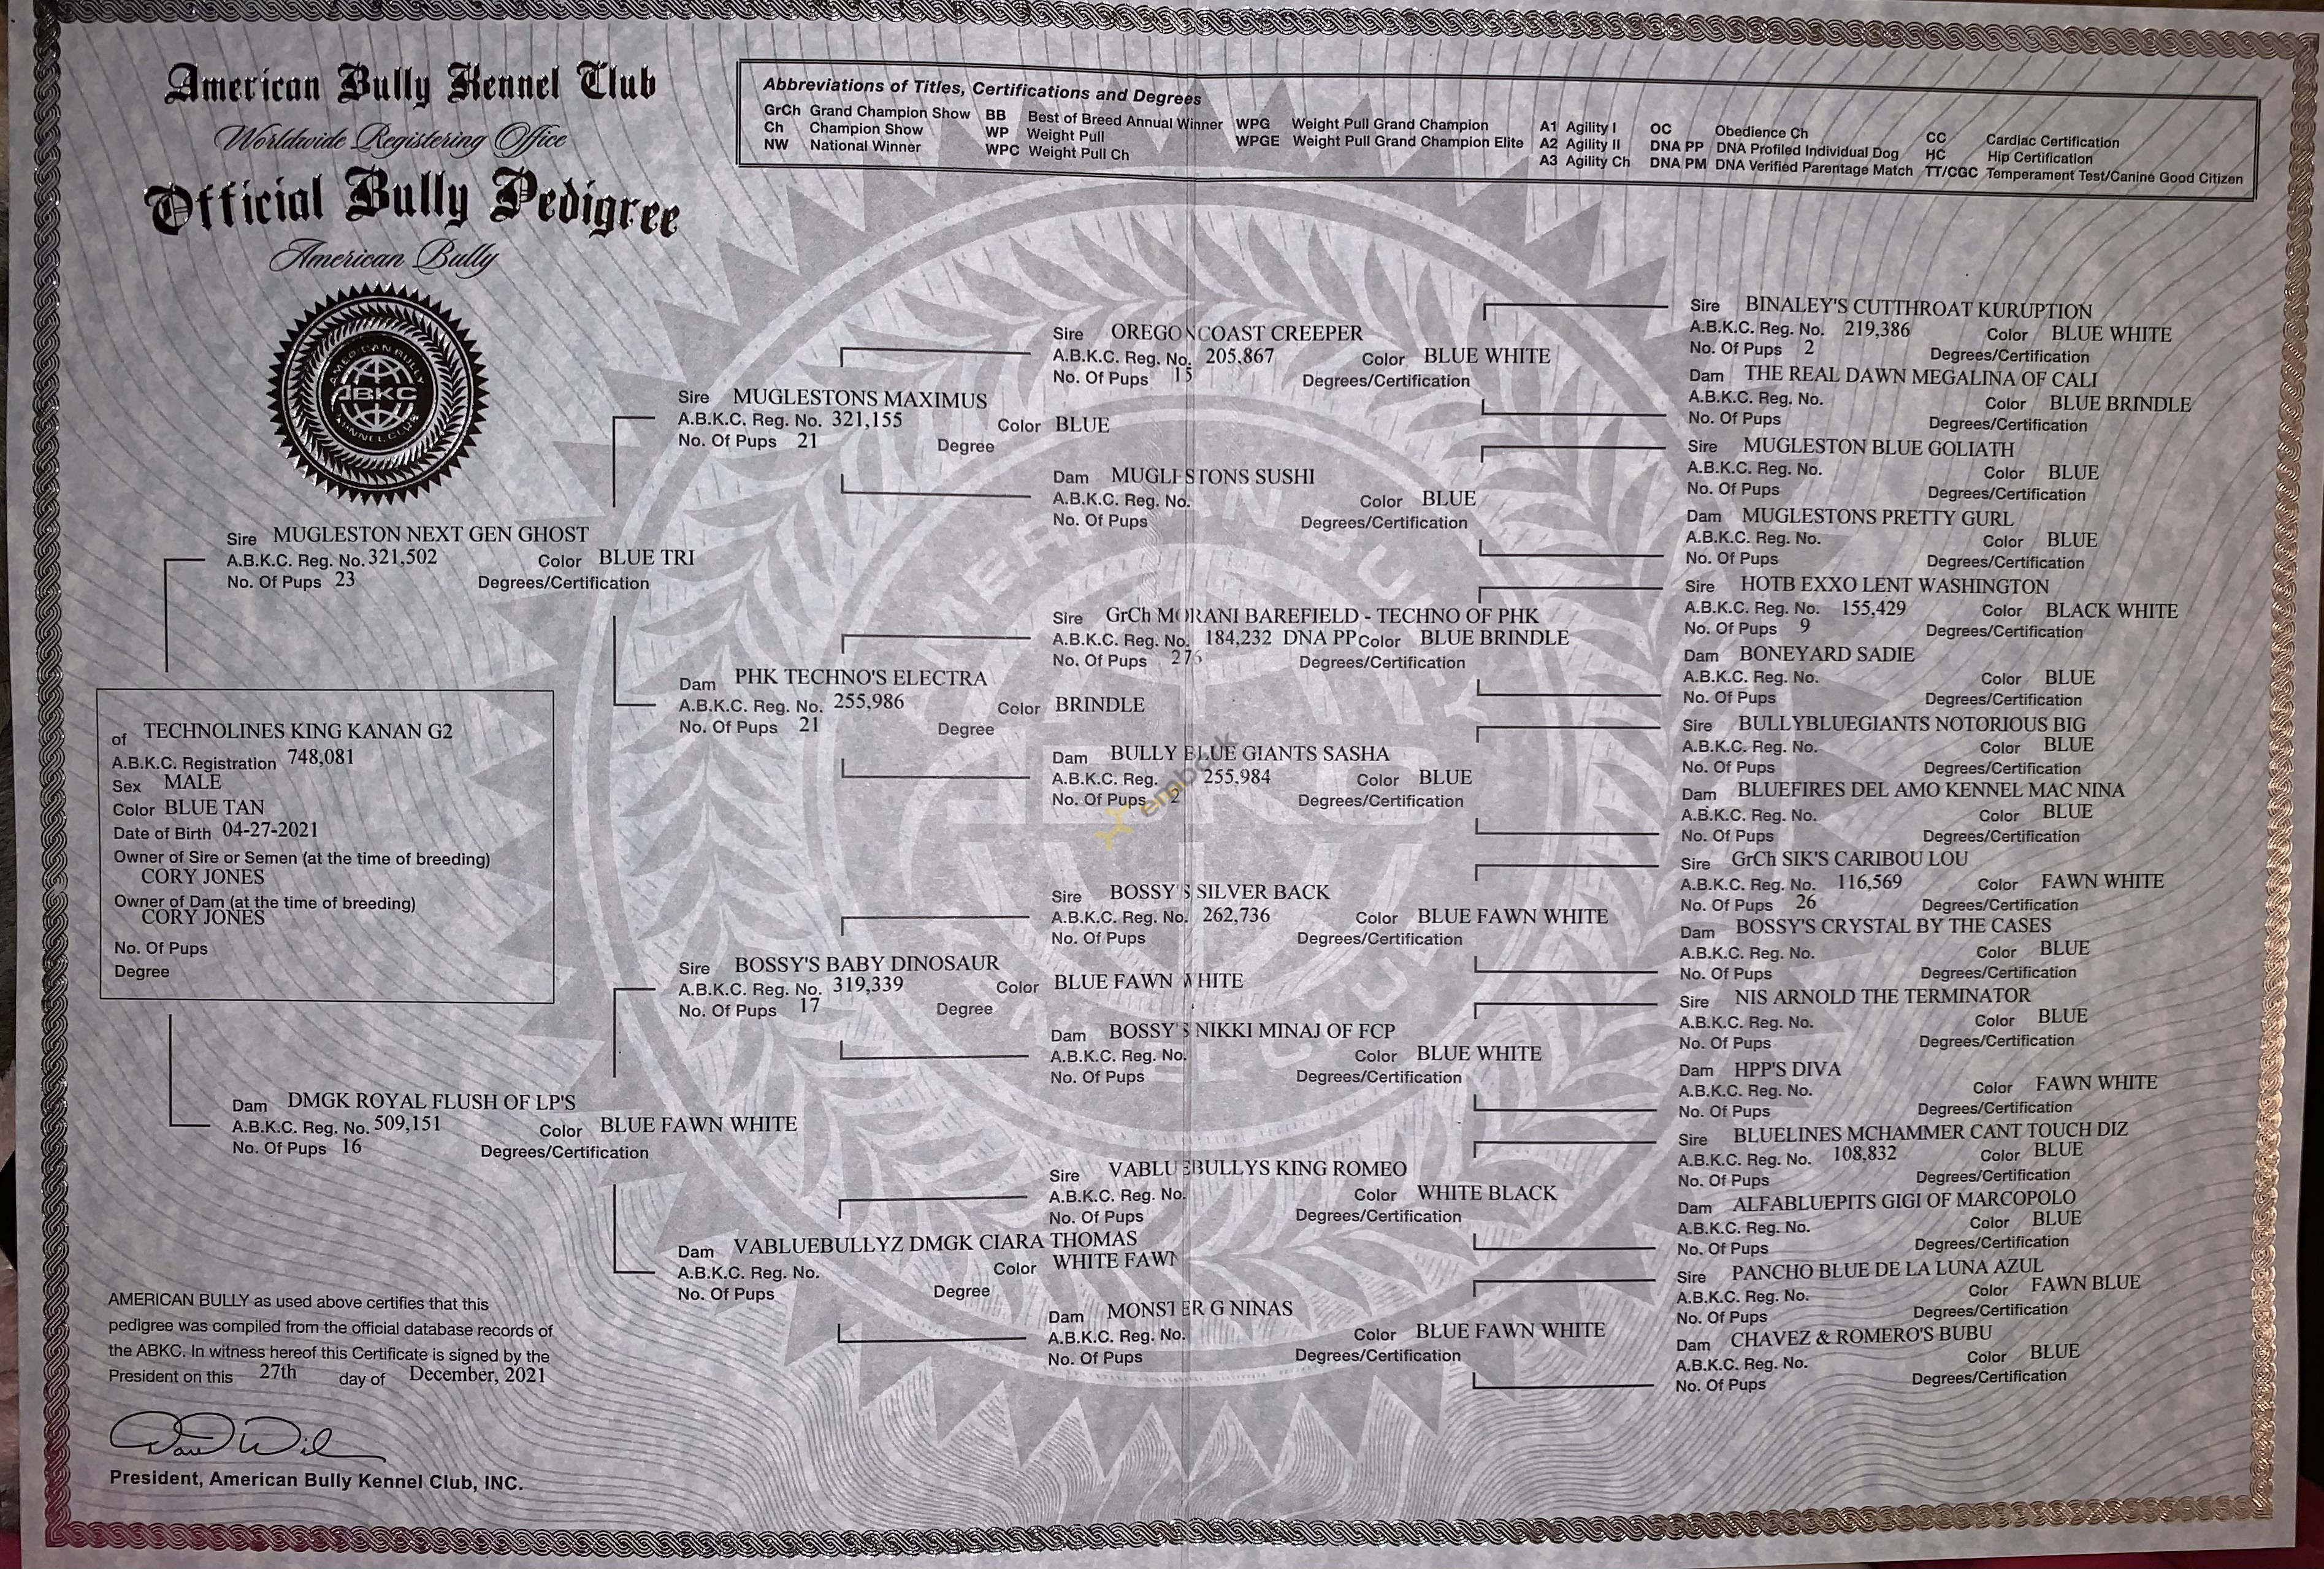 American Bully Kennel Club
Worldwide Registering Office
Official Bully Pedigree
American Bully
AMERICAN BULLY
ABKC
KENNEL CLUB
Abbreviations of Titles, Certifications and Degrees
GrCh Grand Champion Show BB Best of Breed Annual Winner WPG Weight Pull Grand Champion A1 Agility I OC Obedience Ch CC Cardiac Certification
Ch Champion Show WP Weight Pull WPGE Weight Pull Grand Champion Elite A2 Agility II DNA PP DNA Profiled Individual Dog HC Hip Certification
NW National Winner WPC Weight Pull Ch A3 Agility Ch DNA PM DNA Verified Parentage Match TT/CGC Temperament Test/Canine Good Citizen
Sire MUGLESTON NEXT GEN GHOST
A.B.K.C. Reg. No. 321,502 Color BLUE TRI
No. Of Pups 23 Degrees/Certification
of TECHNOLINES KING KANAN G2
A.B.K.C. Registration 748,081
Sex MALE
Color BLUE TAN
Date of Birth 04-27-2021
Owner of Sire or Semen (at the time of breeding)
CORY JONES
Owner of Dam (at the time of breeding)
CORY JONES
No. Of Pups
Degree
Dam DMGK ROYAL FLUSH OF LP'S
A.B.K.C. Reg. No. 509,151 Color BLUE FAWN WHITE
No. Of Pups 16 Degrees/Certification
AMERICAN BULLY as used above certifies that this
pedigree was compiled from the official database records of
the ABKC. In witness hereof this Certificate is signed by the
President on this 27th day of December, 2021
President, American Bully Kennel Club, INC.
Sire MUGLESTONS MAXIMUS
A.B.K.C. Reg. No. 321,155 Color BLUE
No. Of Pups 21 Degree
Dam PHK TECHNO'S ELECTRA
A.B.K.C. Reg. No. 255,986 Color BRINDLE
No. Of Pups 21 Degree
Sire BOSSY'S BABY DINOSAUR
A.B.K.C. Reg. No. 319,339 Color BLUE FAWN WHITE
No. Of Pups 17 Degree
Dam VABLUEBULLYZ DMGK CIARA THOMAS
A.B.K.C. Reg. No. Color WHITE FAWN
No. Of Pups Degree
Sire OREGON COAST CREEPER
A.B.K.C. Reg. No. 205,867 Color BLUE WHITE
No. Of Pups 15 Degrees/Certification
Dam MUGLESTONS SUSHI
A.B.K.C. Reg. No. Color BLUE
No. Of Pups Degrees/Certification
Sire GrCh MORANI BAREFIELD - TECHNO OF PHK
A.B.K.C. Reg. No. 184,232 DNA PP Color BLUE BRINDLE
No. Of Pups Degrees/Certification
Dam BULLY BLUE GIANTS SASHA
A.B.K.C. Reg. 255,984 Color BLUE
No. Of Pups 2 Degrees/Certification
embark
Sire BOSSY'S SILVER BACK
A.B.K.C. Reg. No. 262,736 Color BLUE FAWN WHITE
No. Of Pups Degrees/Certification
Dam BOSSY'S NIKKI MINAJ OF FCP
A.B.K.C. Reg. No. Color BLUE WHITE
No. Of Pups Degrees/Certification
Sire VABLUEBULLYS KING ROMEO
A.B.K.C. Reg. No. Color WHITE BLACK
No. Of Pups Degrees/Certification
Dam MONSTER G NINAS
A.B.K.C. Reg. No. Color BLUE FAWN WHITE
No. Of Pups Degrees/Certification
Sire BINALEY'S CUTTHROAT KURUPTION
A.B.K.C. Reg. No. 219,386 Color BLUE WHITE
No. Of Pups 2 Degrees/Certification
Dam THE REAL DAWN MEGALINA OF CALI
A.B.K.C. Reg. No. Color BLUE BRINDLE
No. Of Pups Degrees/Certification
Sire MUGLESTON BLUE GOLIATH
A.B.K.C. Reg. No. Color BLUE
No. Of Pups Degrees/Certification
Dam MUGLESTONS PRETTY GURL
A.B.K.C. Reg. No. Color BLUE
No. Of Pups Degrees/Certification
Sire HOTB EXXO LENT WASHINGTON
A.B.K.C. Reg. No. 155,429 Color BLACK WHITE
No. Of Pups 9 Degrees/Certification
Dam BONEYARD SADIE
A.B.K.C. Reg. No. Color BLUE
No. Of Pups Degrees/Certification
Sire BULLYBLUEGIANTS NOTORIOUS BIG
A.B.K.C. Reg. No. Color BLUE
No. Of Pups Degrees/Certification
Dam BLUEFIRES DEL AMO KENNEL MAC NINA
A.B.K.C. Reg. No. Color BLUE
No. Of Pups Degrees/Certification
Sire GrCh SIK'S CARIBOU LOU
A.B.K.C. Reg. No. 116,569 Color FAWN WHITE
No. Of Pups 26 Degrees/Certification
Dam BOSSY'S CRYSTAL BY THE CASES
A.B.K.C. Reg. No. Color BLUE
No. Of Pups Degrees/Certification
Sire NIS ARNOLD THE TERMINATOR
A.B.K.C. Reg. No. Color BLUE
No. Of Pups Degrees/Certification
Dam HPP'S DIVA
A.B.K.C. Reg. No. Color FAWN WHITE
No. Of Pups Degrees/Certification
Sire BLUELINES MCHAMMER CANT TOUCH DIZ
A.B.K.C. Reg. No. 108,832 Color BLUE
No. Of Pups Degrees/Certification
Dam ALFABLUEPITS GIGI OF MARCOPOLO
A.B.K.C. Reg. No. Color BLUE
No. Of Pups Degrees/Certification
Sire PANCHO BLUE DE LA LUNA AZUL
A.B.K.C. Reg. No. Color FAWN BLUE
No. Of Pups Degrees/Certification
Dam CHAVEZ & ROMERO'S BUBU
A.B.K.C. Reg. No. Color BLUE
No. Of Pups Degrees/Certification